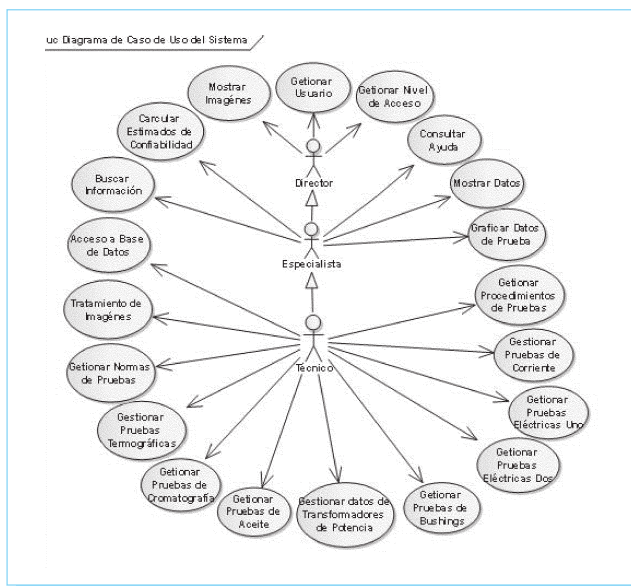 uc Diagrama de Caso de Uso del Sistema
Mostrar
Imagénes
Getionar
Usuario
Getionar Nivel
de Acceso
Carcular
Estimados de
Confiabilidad
Consultar
Ayuda
Director
Buscar
Información
Mostrar Datos
Acceso a Base
de Datos
Especialista
Graficar Datos
de Prueba
Tratamiento de
Imagénes
Getionar
Procedimientos
de Pruebas
Getionar Normas
de Pruebas
Técnico
Gestionar
Pruebas de
Corriente
Gestionar
Pruebas
Termográficas
Getionar
Pruebas
Eléctricas Uno
Getionar
Pruebas de
Cromatografía
Getionar
Pruebas
Eléctricas Dos
Getionar
Pruebas de
Aceite
Gestionar datos de
Transformadores
de Potencia
Getionar
Pruebas de
Bushings